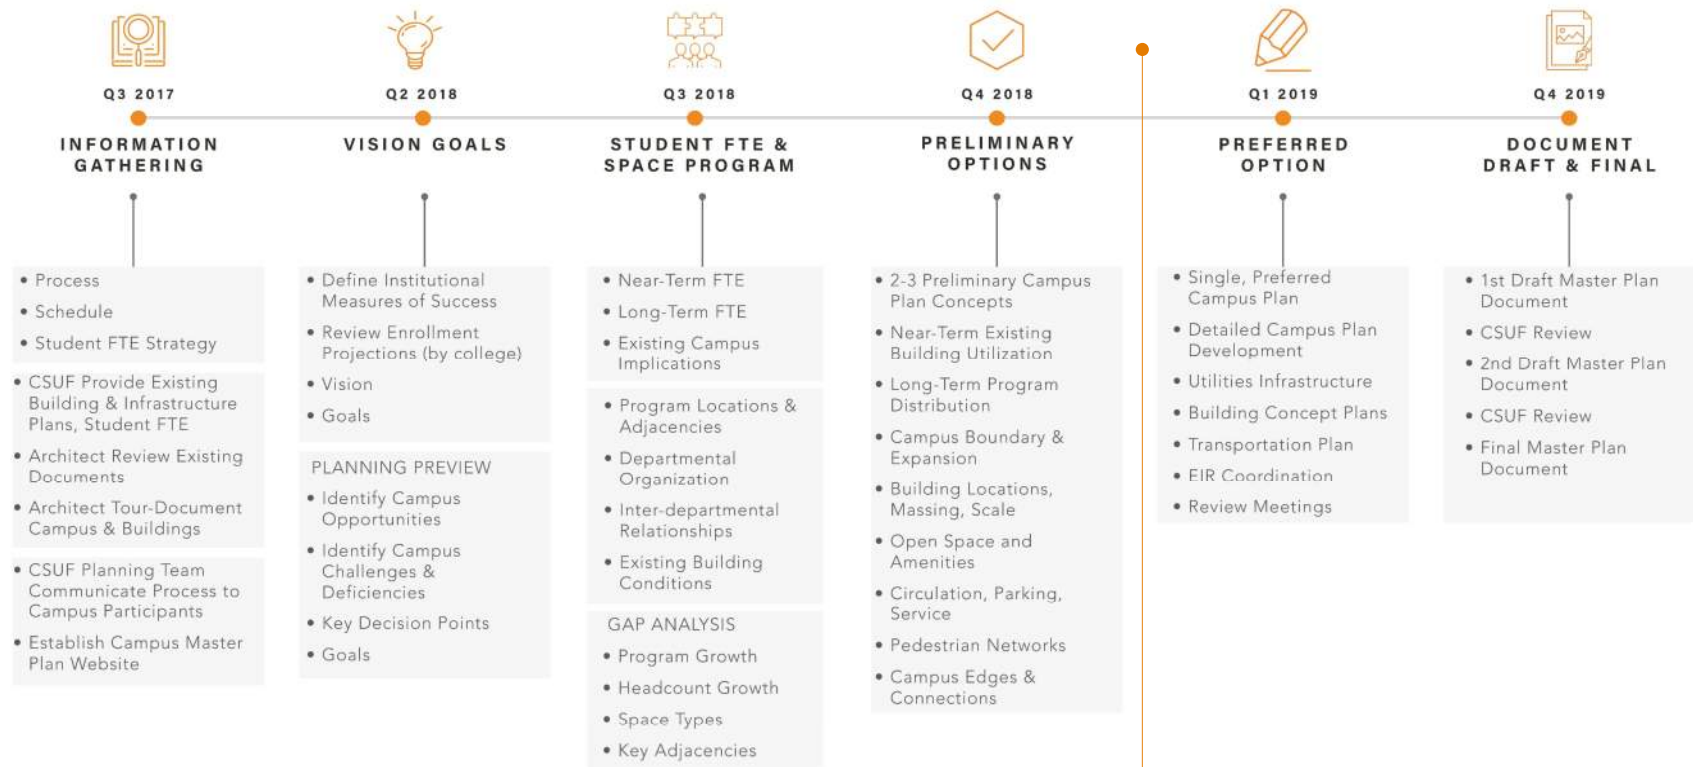 Q3 2017
INFORMATION
GATHERING
• Process
• Schedule
• Student FTE Strategy
• CSUF Provide Existing
Building & Infrastructure
Plans, Student FTE
• Architect Review Existing
Documents
• Architect Tour-Document
Campus & Buildings
• CSUF Planning Team
Communicate Process to
Campus Participants
• Establish Campus Master
Plan Website
Q2 2018
VISION GOALS
• Define Institutional
Measures of Success
• Review Enrollment
Projections (by college)
• Vision
• Goals
PLANNING PREVIEW
• Identify Campus
Opportunities
• Identify Campus
Challenges &
Deficiencies
• Key Decision Points
• Goals
Q3 2018
STUDENT FTE &
SPACE PROGRAM
• Near-Term FTE
• Long-Term FTE
• Existing Campus
Implications
• Program Locations &
Adjacencies
• Departmental
Organization
• Inter-departmental
Relationships
• Existing Building
Conditions
GAP ANALYSIS
• Program Growth
• Headcount Growth
• Space Types
• Key Adjacencies
Q4 2018
PRELIMINARY
OPTIONS
• 2-3 Preliminary Campus
Plan Concepts
• Near-Term Existing
Building Utilization
• Long-Term Program
Distribution
• Campus Boundary &
Expansion
• Building Locations,
Massing, Scale
• Open Space and
Amenities
• Circulation, Parking,
Service
• Pedestrian Networks
• Campus Edges &
Connections
Q1 2019
PREFERRED
OPTION
• Single, Preferred
Campus Plan
• Detailed Campus Plan
Development
• Utilities Infrastructure
• Building Concept Plans
• Transportation Plan
• EIR Coordination
• Review Meetings
Q4 2019
DOCUMENT
DRAFT & FINAL
• 1st Draft Master Plan
Document
• CSUF Review
• 2nd Draft Master Plan
Document
• CSUF Review
• Final Master Plan
Document